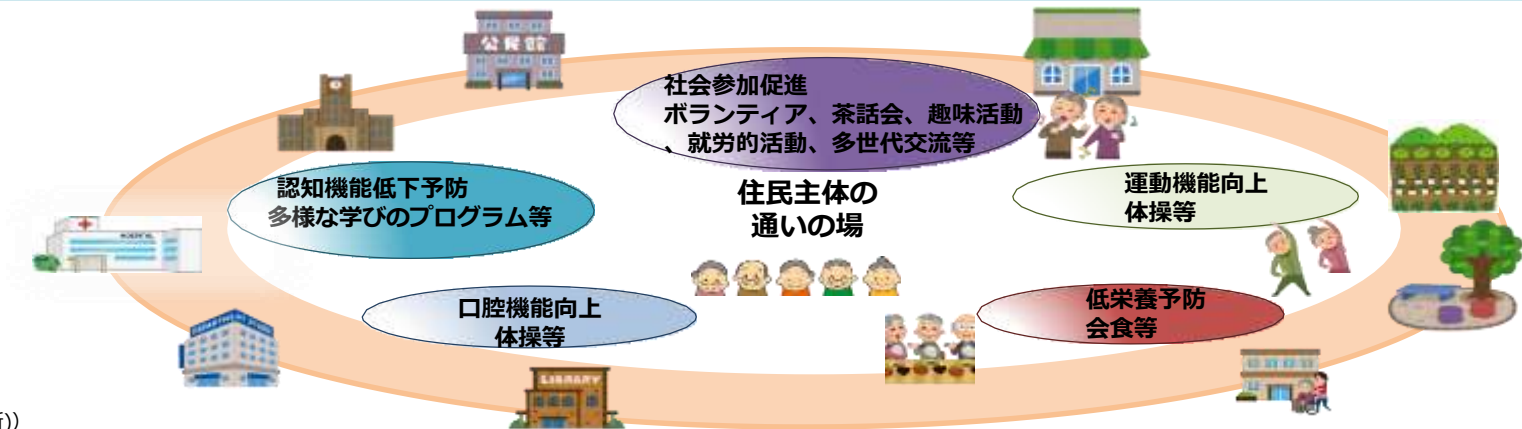 公民館
社会参加促進
ボランティア、茶話会、趣味活動
、就労的活動、多世代交流等
認知機能低下予防
多様な学びのプログラム等
住民主体の
通いの場
運動機能向上
体操等
HOSPITAL
口腔機能向上
体操等
低栄養予防
会食等
DEPARTMENT STORE
LIBRARY
))